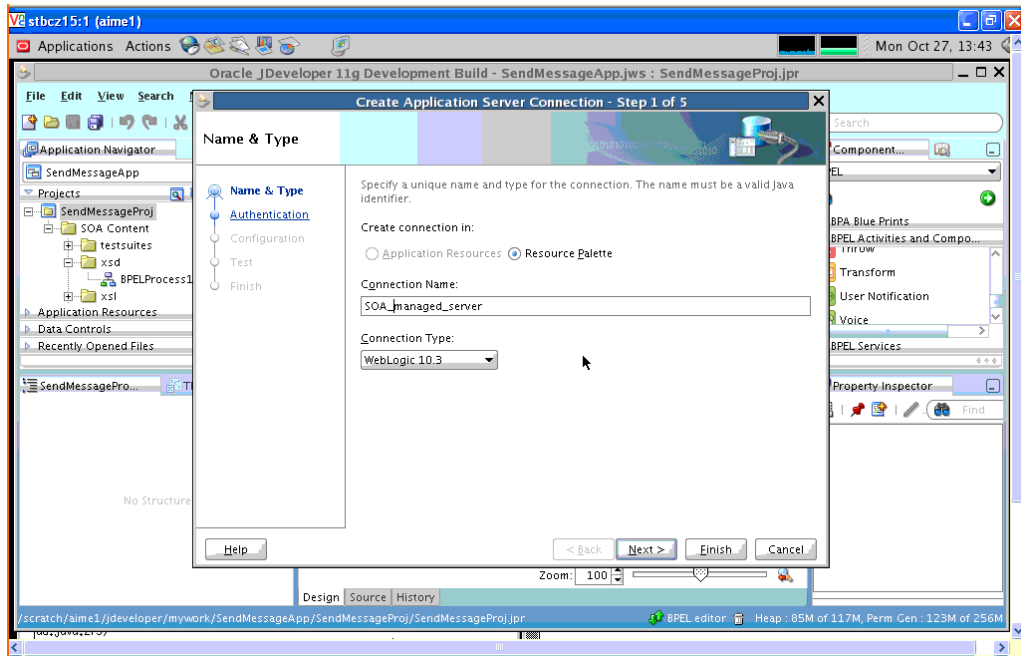 stbcz15:1 (aime1)
Applications Actions Mon Oct 27, 13:43
Oracle JDeveloper 11g Development Build - SendMessageApp.jws : SendMessageProj.jpr
File Edit View Search
Create Application Server Connection - Step 1 of 5
Search
Name & Type
Application Navigator
Component...
SendMessageApp
Projects
SendMessageProj
SOA Content
testsuites
xsd
BPELProcess1
xsl
Application Resources
Data Controls
Recently Opened Files
Name & Type
Authentication
Configuration
Test
Finish
Specify a unique name and type for the connection. The name must be a valid Java
identifier.
Create connection in:
Application Resources Resource Palette
Connection Name:
SOA_managed_server
Connection Type:
WebLogic 10.3
BPA Blue Prints
BPEL Activities and Compo...
Transform
User Notification
Voice
BPEL Services
SendMessagePro...
Property Inspector
Find
No Structure
Help < Back Next > Finish Cancel
Zoom: 100
Design Source History
/scratch/aime1/jdeveloper/mywork/SendMessageApp/SendMessageProj/SendMessageProj.jpr BPEL editor Heap : 85M of 117M, Perm Gen : 123M of 256M